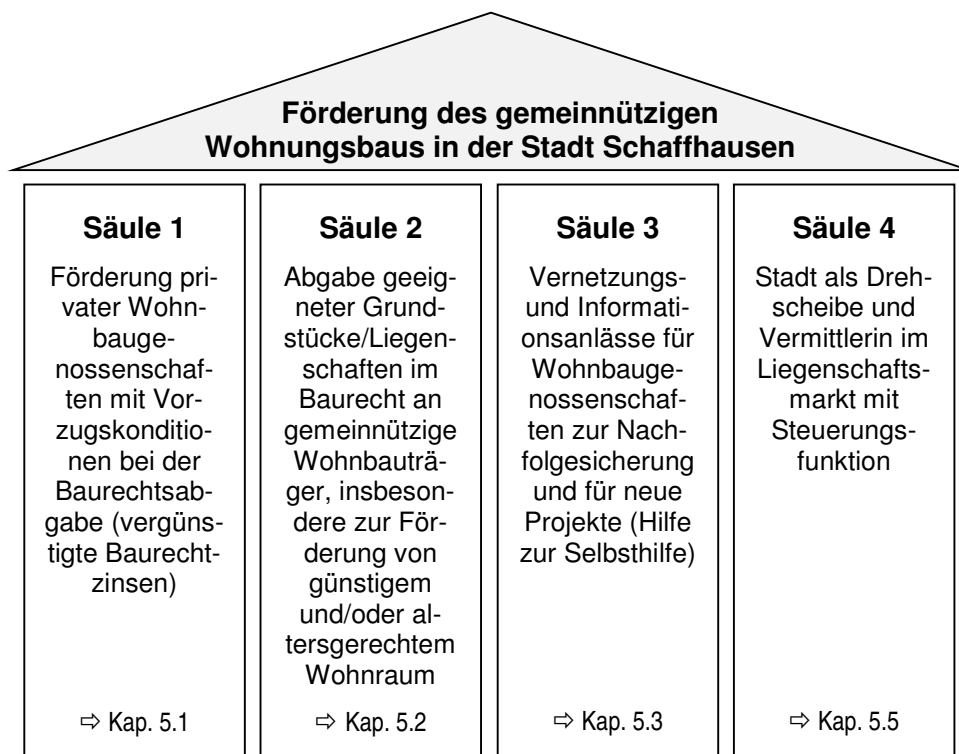 Förderung des gemeinnützigen
Wohnungsbaus in der Stadt Schaffhausen
Säule 1
Förderung pri-
vater Wohn-
bauge-
nossenschaf-
ten mit Vor-
zugskonditio-
nen bei der
Baurechtsab-
gabe (vergüns-
tigte Baurecht-
zinsen)
⇨ Kap. 5.1
Säule 2
Abgabe geeig-
neter Grund-
stücke/Liegen-
schaften im
Baurecht an
gemeinnützige
Wohnbauträ-
ger, insbeson-
dere zur För-
derung von
günstigem
und/oder al-
tersgerechtem
Wohnraum
⇨ Kap. 5.2
Säule 3
Vernetzungs-
und Informati-
onsanlässe für
Wohnbauge-
nossenschaf-
ten zur Nach-
folgesicherung
und für neue
Projekte (Hilfe
zur Selbsthilfe)
⇨ Kap. 5.3
Säule 4
Stadt als Dreh-
scheibe und
Vermittlerin im
Liegenschafts-
markt mit
Steuerungs-
funktion
⇨ Kap. 5.5